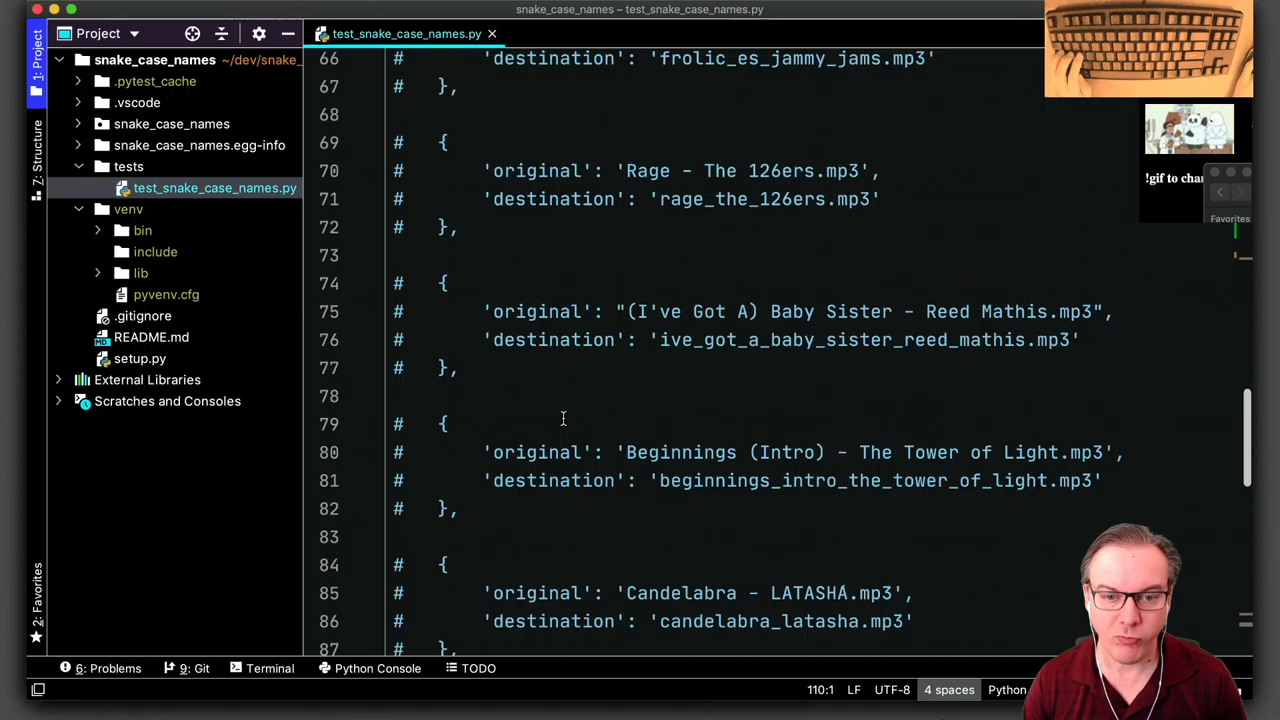 snake_case_names – test_snake_case_names.py
1: Project
Z: Structure
2: Favorites
Project
snake_case_names ~/dev/snake_
.pytest_cache
.vscode
snake_case_names
snake_case_names.egg-info
tests
test_snake_case_names.py
venv
bin
include
lib
pyvenv.cfg
.gitignore
README.md
setup.py
External Libraries
Scratches and Consoles
test_snake_case_names.py
66 # 'destination': 'frolic_es_jammy_jams.mp3'
67 # },
68
69 # {
70 # 'original': 'Rage - The 126ers.mp3',
71 # 'destination': 'rage_the_126ers.mp3'
72 # },
73
74 # {
75 # 'original': "(I've Got A) Baby Sister - Reed Mathis.mp3",
76 # 'destination': 'ive_got_a_baby_sister_reed_mathis.mp3'
77 # },
78
79 # {
80 # 'original': 'Beginnings (Intro) - The Tower of Light.mp3',
81 # 'destination': 'beginnings_intro_the_tower_of_light.mp3'
82 # },
83
84 # {
85 # 'original': 'Candelabra - LATASHÁ.mp3',
86 # 'destination': 'candelabra_latasha.mp3'
87 # },
!gif to char
Favorites
6: Problems
9: Git
Terminal
Python Console
TODO
110:1 LF UTF-8 4 spaces Python